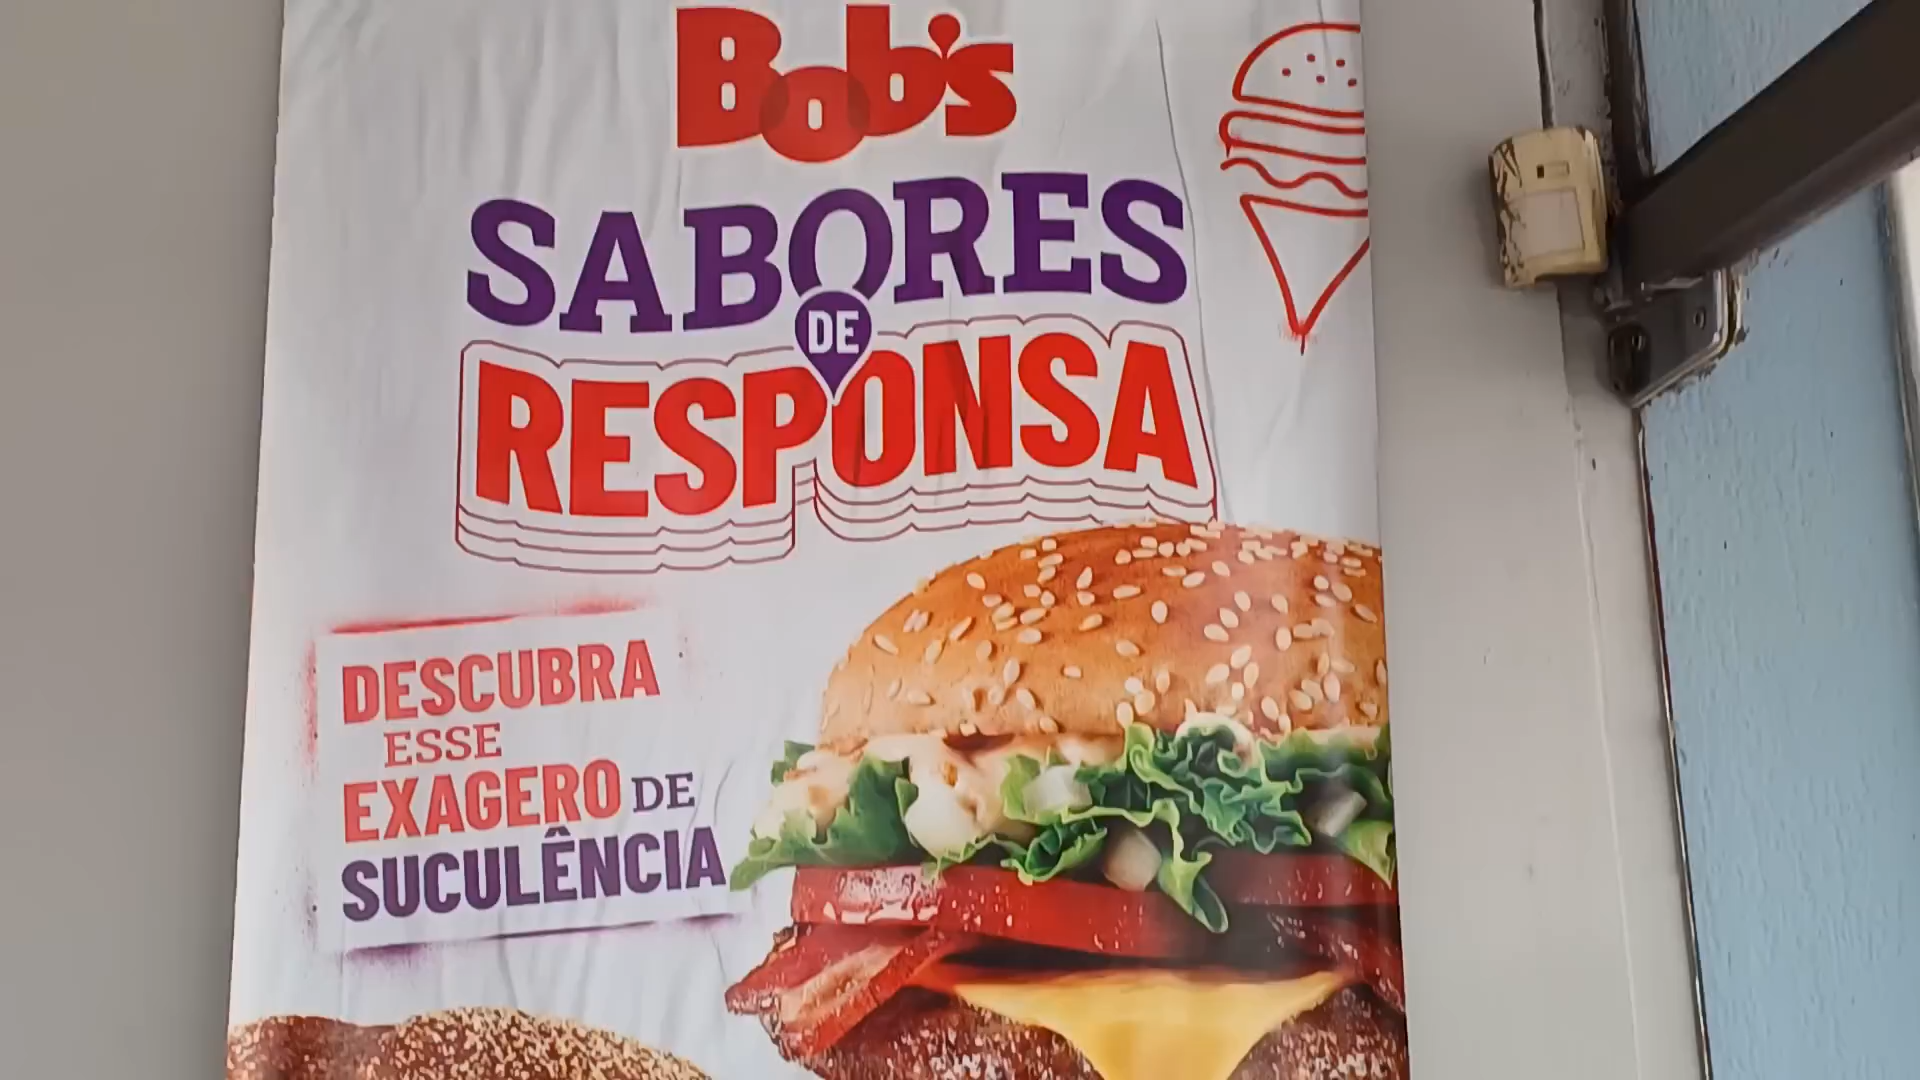 Bob's
SABORES
DE
RESPONSA
DESCUBRA
ESSE
EXAGERO DE
SUCULÊNCIA